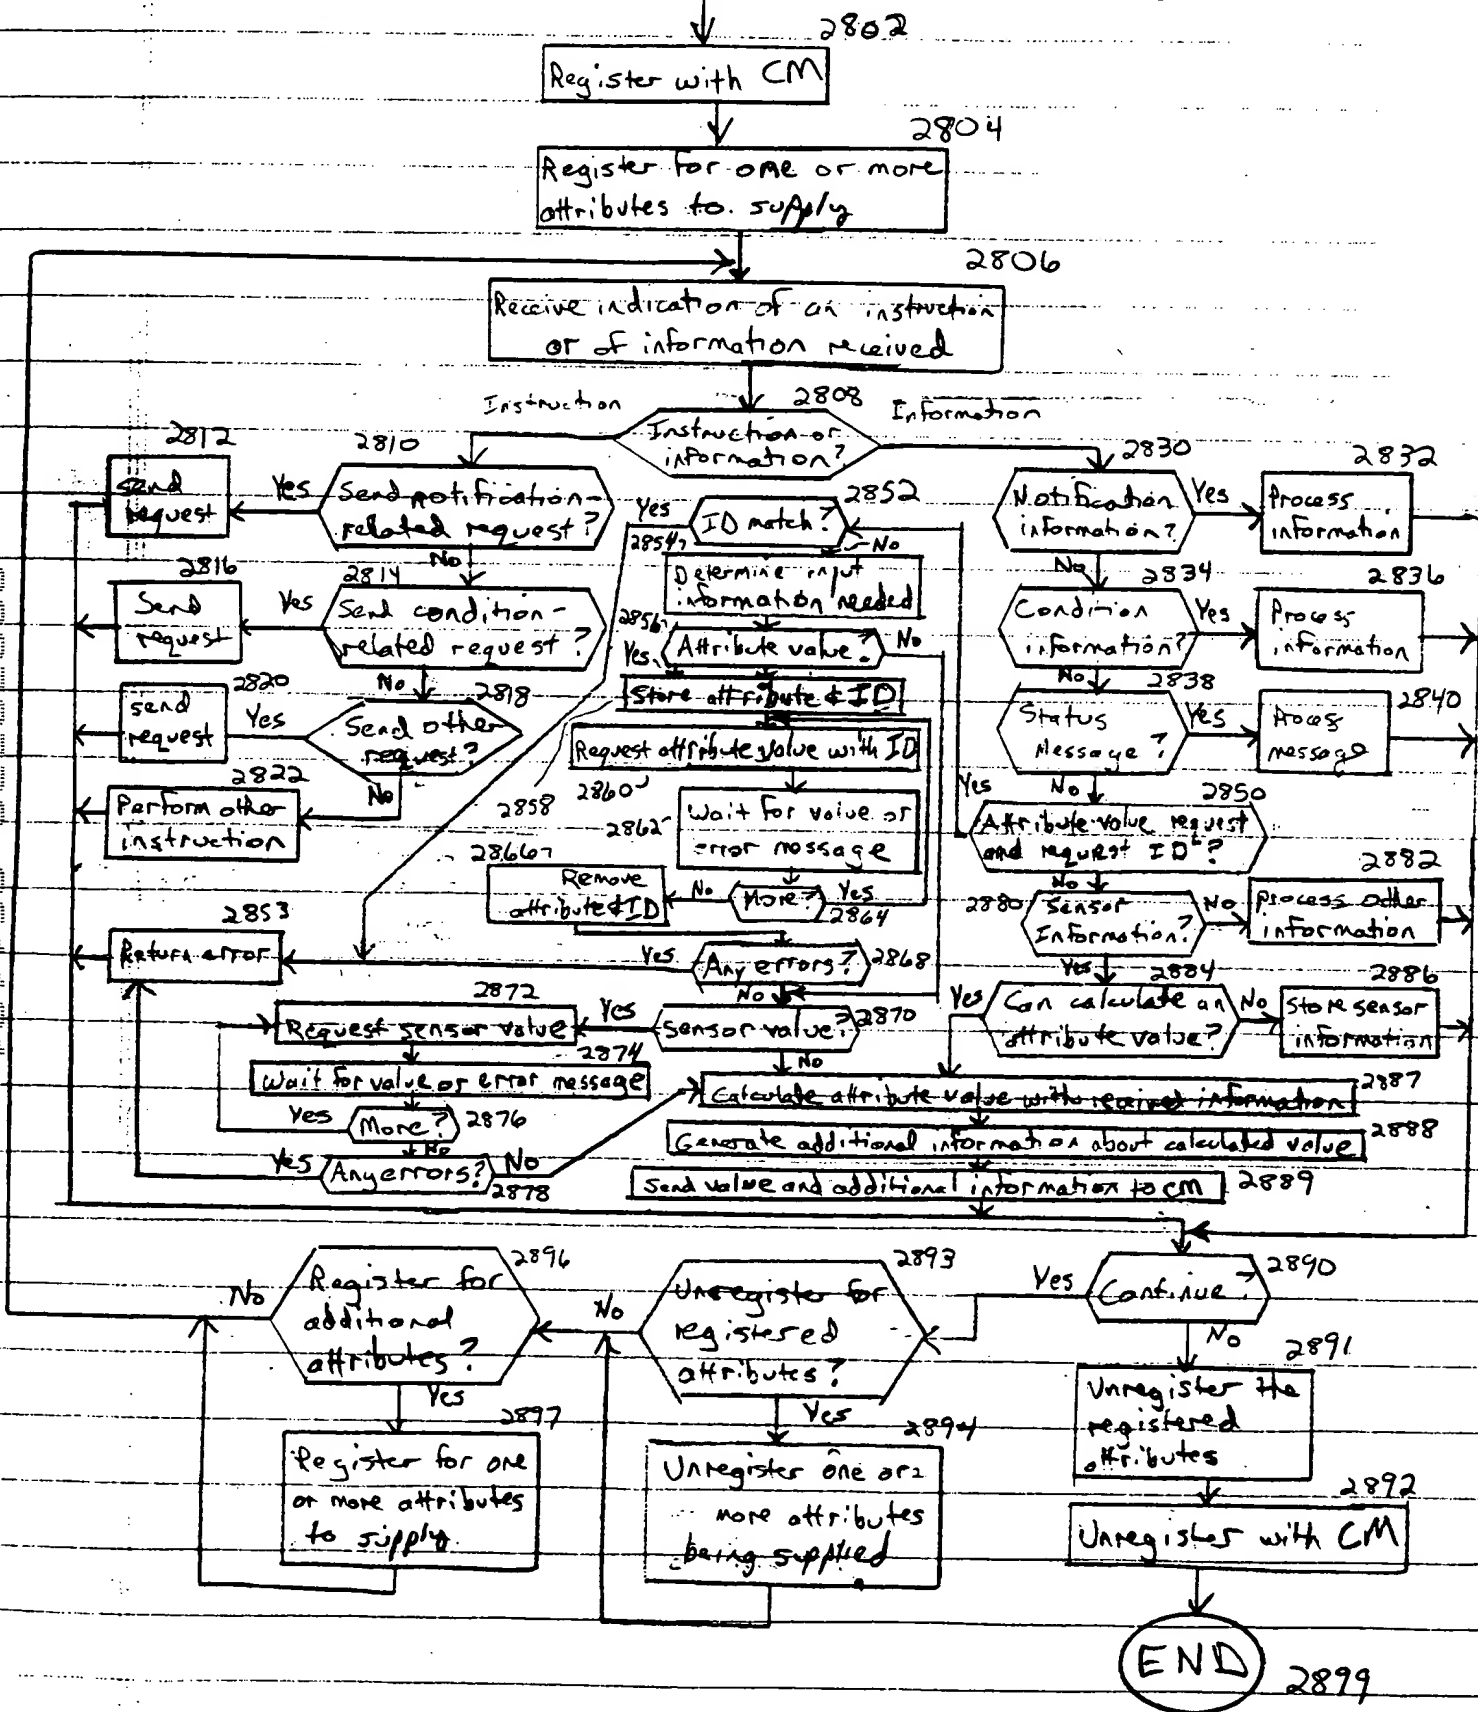 2802
Register with CM
2804
Register for one or more
attributes to supply
2806
Receive indication of an instruction
or of information received
2808
Instruction
Information
Instruction or
information?
2812
send
request
2810
Yes
Send notification-
related request?
No
2816
Send
request
2814
Yes
Send condition-
related request?
No
2820
send
request
2818
Yes
Send other
request?
No
2822
Perform other
instruction
2852
Yes
ID match?
No
2854
Determine input
information needed
2856
Attribute value?
No
Yes
Store attribute & ID
2858
Request attribute value with ID
2860
Wait for value or
error message
2862
2866
Remove
attribute & ID
No
More?
Yes
2864
2853
Return error
Yes
Any errors?
2868
No
2872
Request sensor value
Yes
Sensor value?
2870
No
2874
Wait for value or error message
Yes
More?
2876
No
Yes
Any errors?
No
2878
2830
Notification
information?
Yes
2832
Process
information
No
2834
Condition
information?
Yes
2836
Process
information
No
2838
Status
Message?
Yes
2840
Process
message
No
2850
Yes
Attribute value request
and request ID?
No
2880
Sensor
Information?
No
2882
Process other
information
Yes
2884
Yes
Can calculate an
attribute value?
No
2886
Store sensor
information
2887
Calculate attribute value with received information
2888
Generate additional information about calculated value
Send value and additional information to CM
2889
2896
No
Register for
additional
attributes?
Yes
2897
Register for one
or more attributes
to supply
2893
No
Unregister for
registered
attributes?
Yes
2894
Unregister one or
more attributes
being supplied
Yes
Continue?
2890
No
2891
Unregister the
registered
attributes
2892
Unregister with CM
END
2899